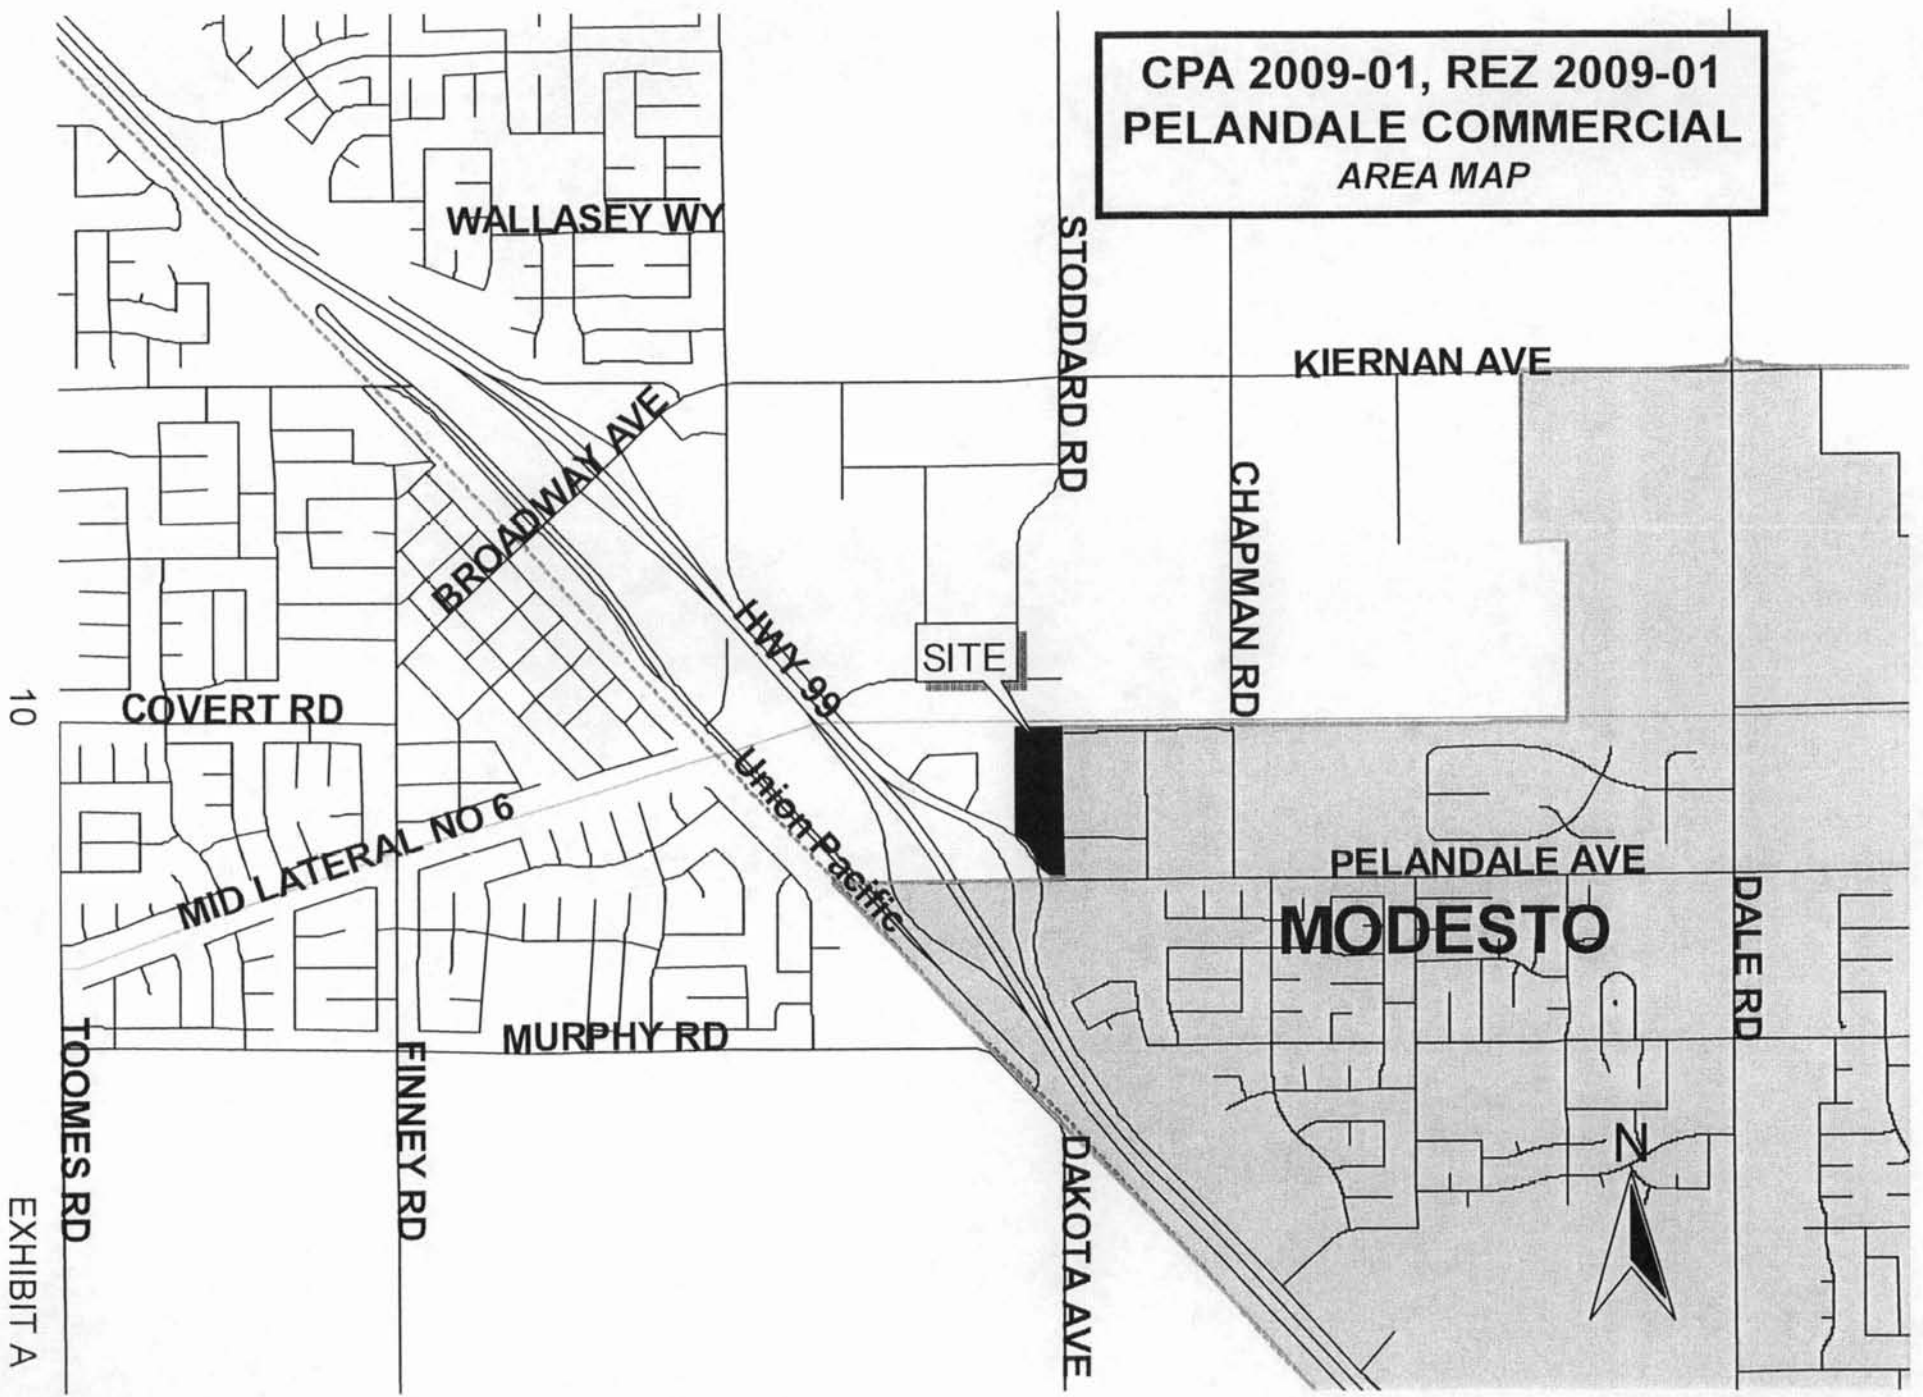 CPA 2009-01, REZ 2009-01
PELANDALE COMMERCIAL
AREA MAP
WALLASEY WY
STODDARD RD
KIERNAN AVE
BROADWAY AVE
CHAPMAN RD
HWY 99
SITE
COVERT RD
Union Pacific
MID LATERAL NO 6
PELANDALE AVE
MODESTO
DALE RD
MURPHY RD
TOOMES RD
FINNEY RD
DAKOTA AVE
N
10
EXHIBIT A